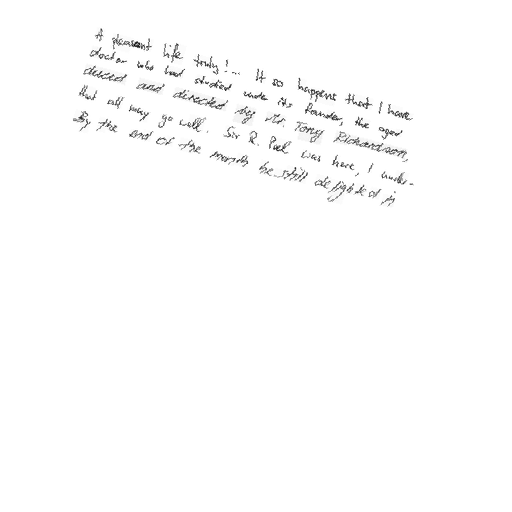 A pleasant life truly!... It so happens that I have
doctor who had studied under its founder, the aged
devised and directed by Mr. Tony Richardson,
that all may go well. Sir R. Peel was here, I under-
By the end of the month he still delighted in